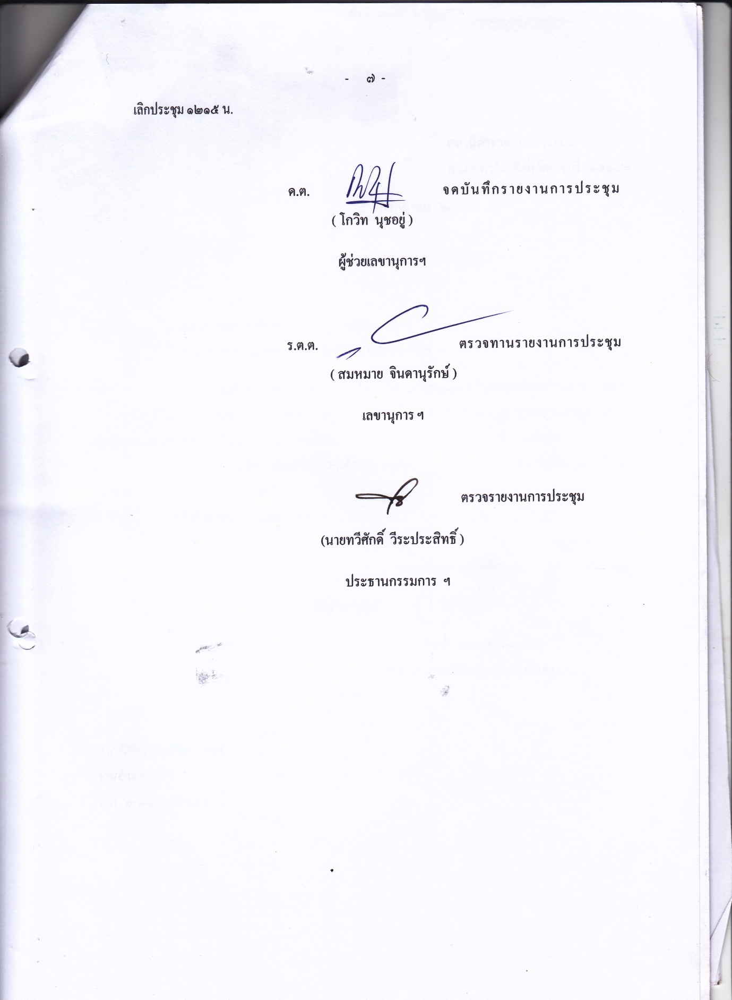 - ๗ -
เลิกประชุม ๑๒๑๕ น.
ค.ต. จดบันทึกรายงานการประชุม
( โกวิท นุชอยู่ )
ผู้ช่วยเลขานุการฯ
ร.ต.ต. ตรวจทานรายงานการประชุม
( สมหมาย จินดานุรักษ์ )
เลขานุการ ฯ
ตรวจรายงานการประชุม
(นายทวีศักดิ์ วีระประสิทธิ์ )
ประธานกรรมการ ฯ